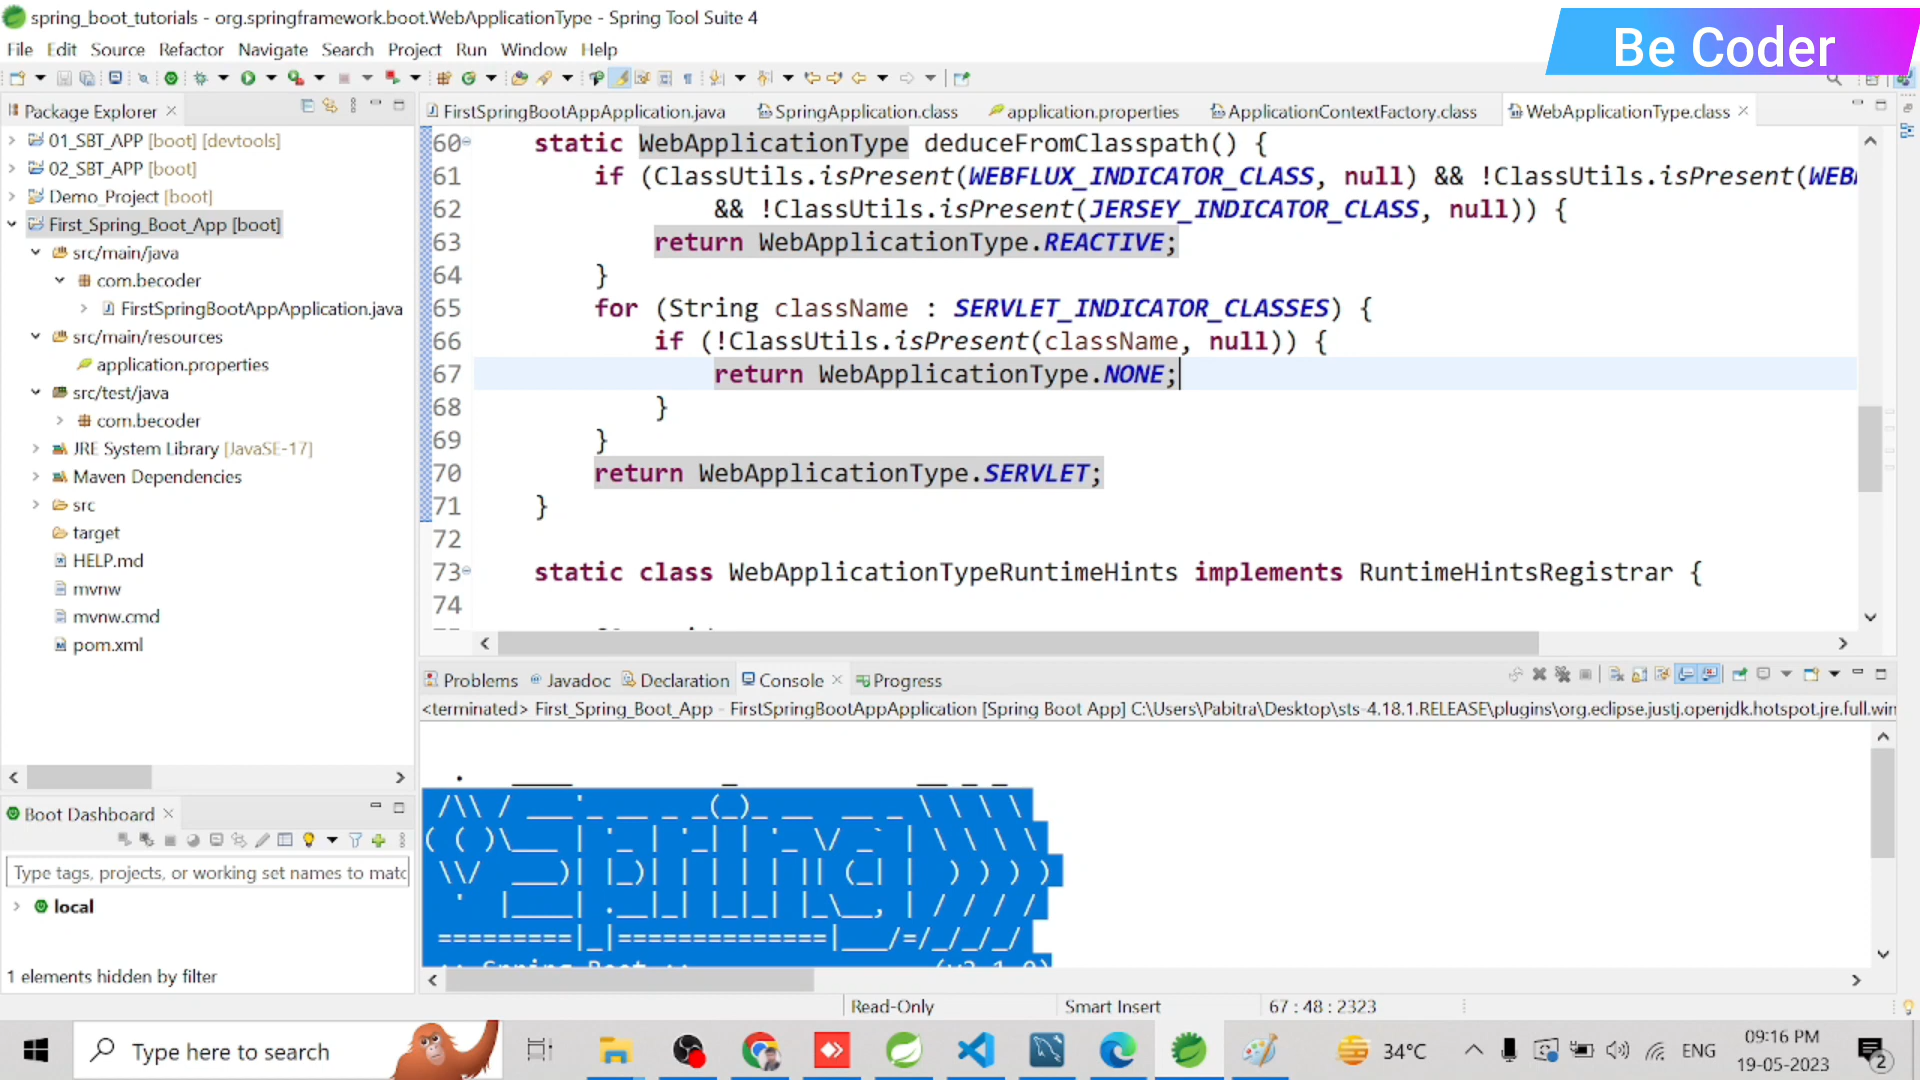 spring_boot_tutorials - org.springframework.boot.WebApplicationType - Spring Tool Suite 4
Be Coder
File Edit Source Refactor Navigate Search Project Run Window Help
Package Explorer
FirstSpringBootAppApplication.java SpringApplication.class application.properties ApplicationContextFactory.class WebApplicationType.class
01_SBT_APP [boot] [devtools]
02_SBT_APP [boot]
Demo_Project [boot]
First_Spring_Boot_App [boot]
src/main/java
com.becoder
FirstSpringBootAppApplication.java
src/main/resources
application.properties
src/test/java
com.becoder
JRE System Library [JavaSE-17]
Maven Dependencies
src
target
HELP.md
mvnw
mvnw.cmd
pom.xml
60 static WebApplicationType deduceFromClasspath() {
61 if (ClassUtils.isPresent(WEBFLUX_INDICATOR_CLASS, null) && !ClassUtils.isPresent(WEB
62 && !ClassUtils.isPresent(JERSEY_INDICATOR_CLASS, null)) {
63 return WebApplicationType.REACTIVE;
64 }
65 for (String className : SERVLET_INDICATOR_CLASSES) {
66 if (!ClassUtils.isPresent(className, null)) {
67 return WebApplicationType.NONE;
68 }
69 }
70 return WebApplicationType.SERVLET;
71 }
72
73 static class WebApplicationTypeRuntimeHints implements RuntimeHintsRegistrar {
74
Problems Javadoc Declaration Console Progress
<terminated> First_Spring_Boot_App - FirstSpringBootAppApplication [Spring Boot App] C:\Users\Pabitra\Desktop\sts-4.18.1.RELEASE\plugins\org.eclipse.justj.openjdk.hotspot.jre.full.win
Spring
Boot Dashboard
Type tags, projects, or working set names to matc
local
1 elements hidden by filter
Read-Only Smart Insert 67 : 48 : 2323
Type here to search
34°C
ENG
09:16 PM
19-05-2023
2